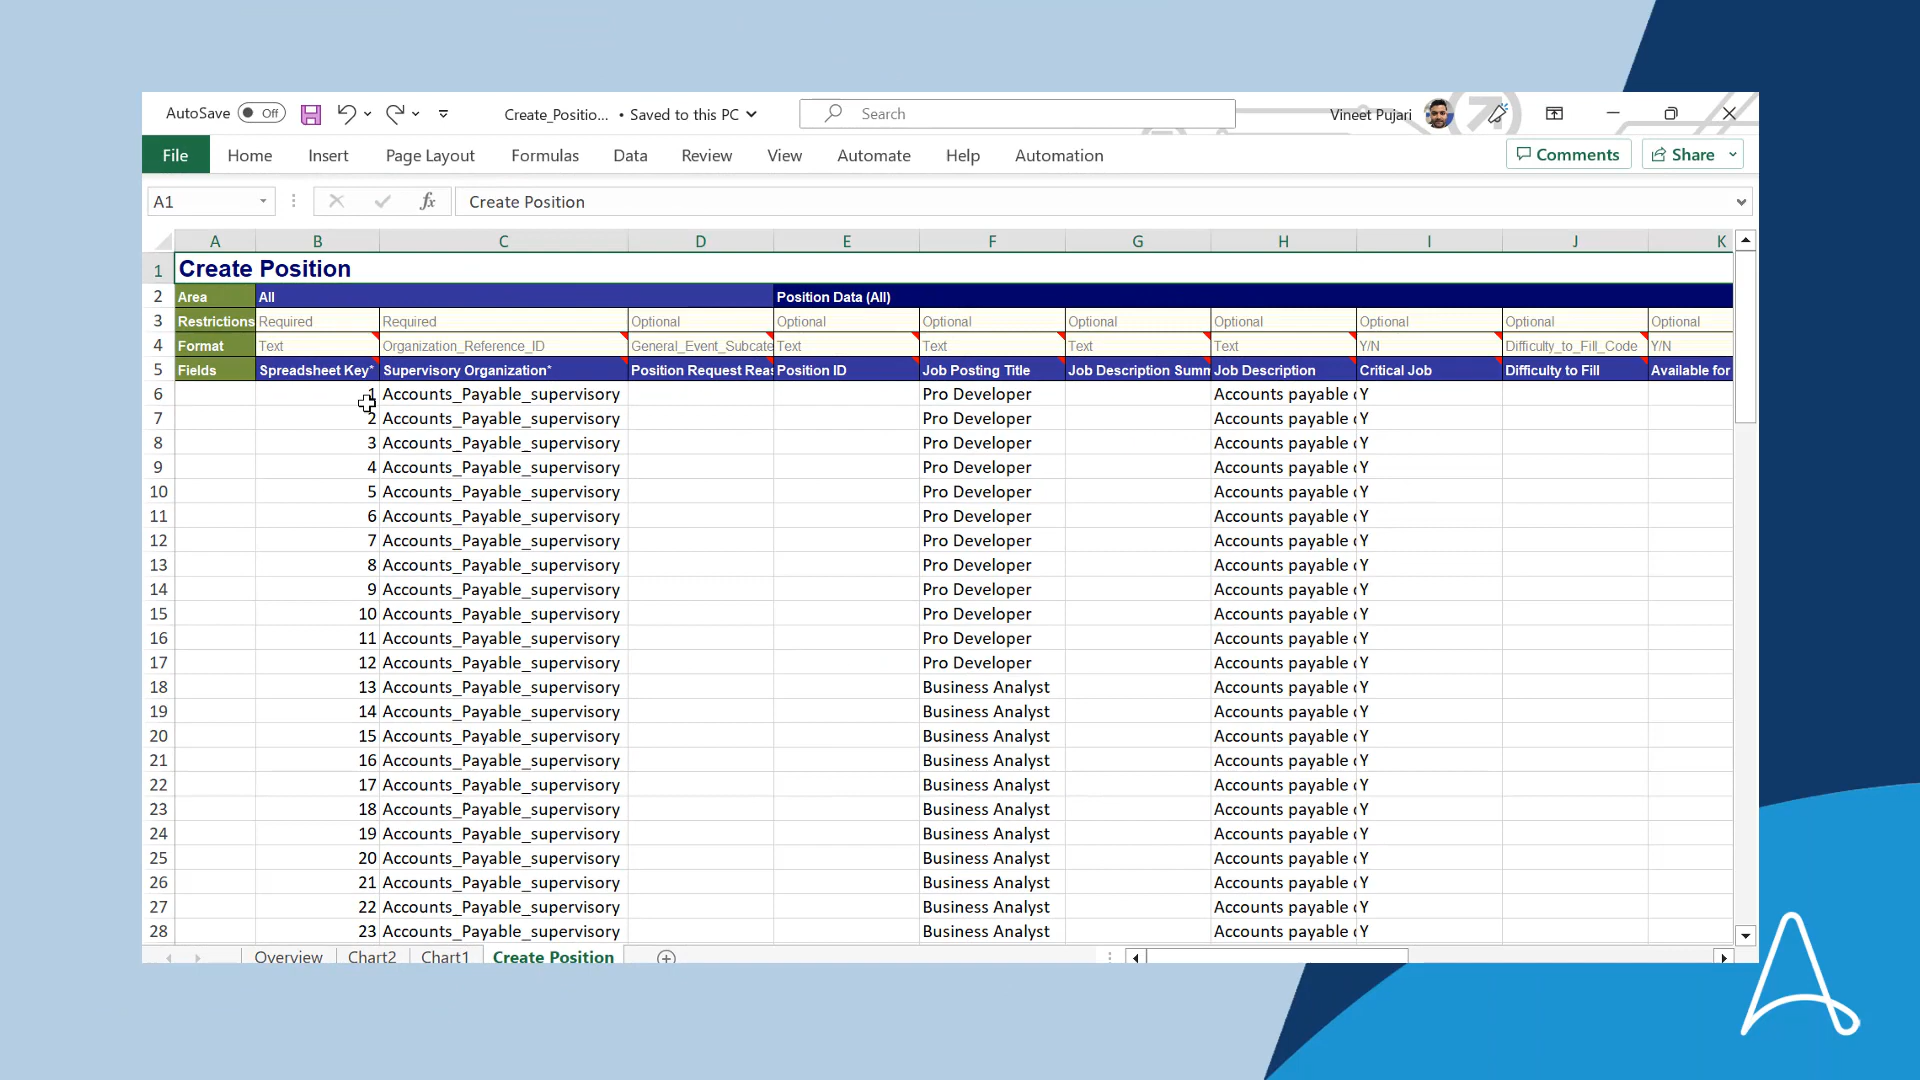 AutoSave Off Create_Positio... • Saved to this PC Search Vineet Pujari
File Home Insert Page Layout Formulas Data Review View Automate Help Automation Comments Share
A1 fx Create Position
A B C D E F G H I J K
1 Create Position
2 Area All Position Data (All)
3 Restrictions Required Required Optional Optional Optional Optional Optional Optional Optional Optional
4 Format Text Organization_Reference_ID General_Event_Subcate Text Text Text Text Y/N Difficulty_to_Fill_Code Y/N
5 Fields Spreadsheet Key* Supervisory Organization* Position Request Reas Position ID Job Posting Title Job Description Summ Job Description Critical Job Difficulty to Fill Available for
6 1 Accounts_Payable_supervisory Pro Developer Accounts payable Y
7 2 Accounts_Payable_supervisory Pro Developer Accounts payable Y
8 3 Accounts_Payable_supervisory Pro Developer Accounts payable Y
9 4 Accounts_Payable_supervisory Pro Developer Accounts payable Y
10 5 Accounts_Payable_supervisory Pro Developer Accounts payable Y
11 6 Accounts_Payable_supervisory Pro Developer Accounts payable Y
12 7 Accounts_Payable_supervisory Pro Developer Accounts payable Y
13 8 Accounts_Payable_supervisory Pro Developer Accounts payable Y
14 9 Accounts_Payable_supervisory Pro Developer Accounts payable Y
15 10 Accounts_Payable_supervisory Pro Developer Accounts payable Y
16 11 Accounts_Payable_supervisory Pro Developer Accounts payable Y
17 12 Accounts_Payable_supervisory Pro Developer Accounts payable Y
18 13 Accounts_Payable_supervisory Business Analyst Accounts payable Y
19 14 Accounts_Payable_supervisory Business Analyst Accounts payable Y
20 15 Accounts_Payable_supervisory Business Analyst Accounts payable Y
21 16 Accounts_Payable_supervisory Business Analyst Accounts payable Y
22 17 Accounts_Payable_supervisory Business Analyst Accounts payable Y
23 18 Accounts_Payable_supervisory Business Analyst Accounts payable Y
24 19 Accounts_Payable_supervisory Business Analyst Accounts payable Y
25 20 Accounts_Payable_supervisory Business Analyst Accounts payable Y
26 21 Accounts_Payable_supervisory Business Analyst Accounts payable Y
27 22 Accounts_Payable_supervisory Business Analyst Accounts payable Y
28 23 Accounts_Payable_supervisory Business Analyst Accounts payable Y
Overview Chart2 Chart1 Create Position